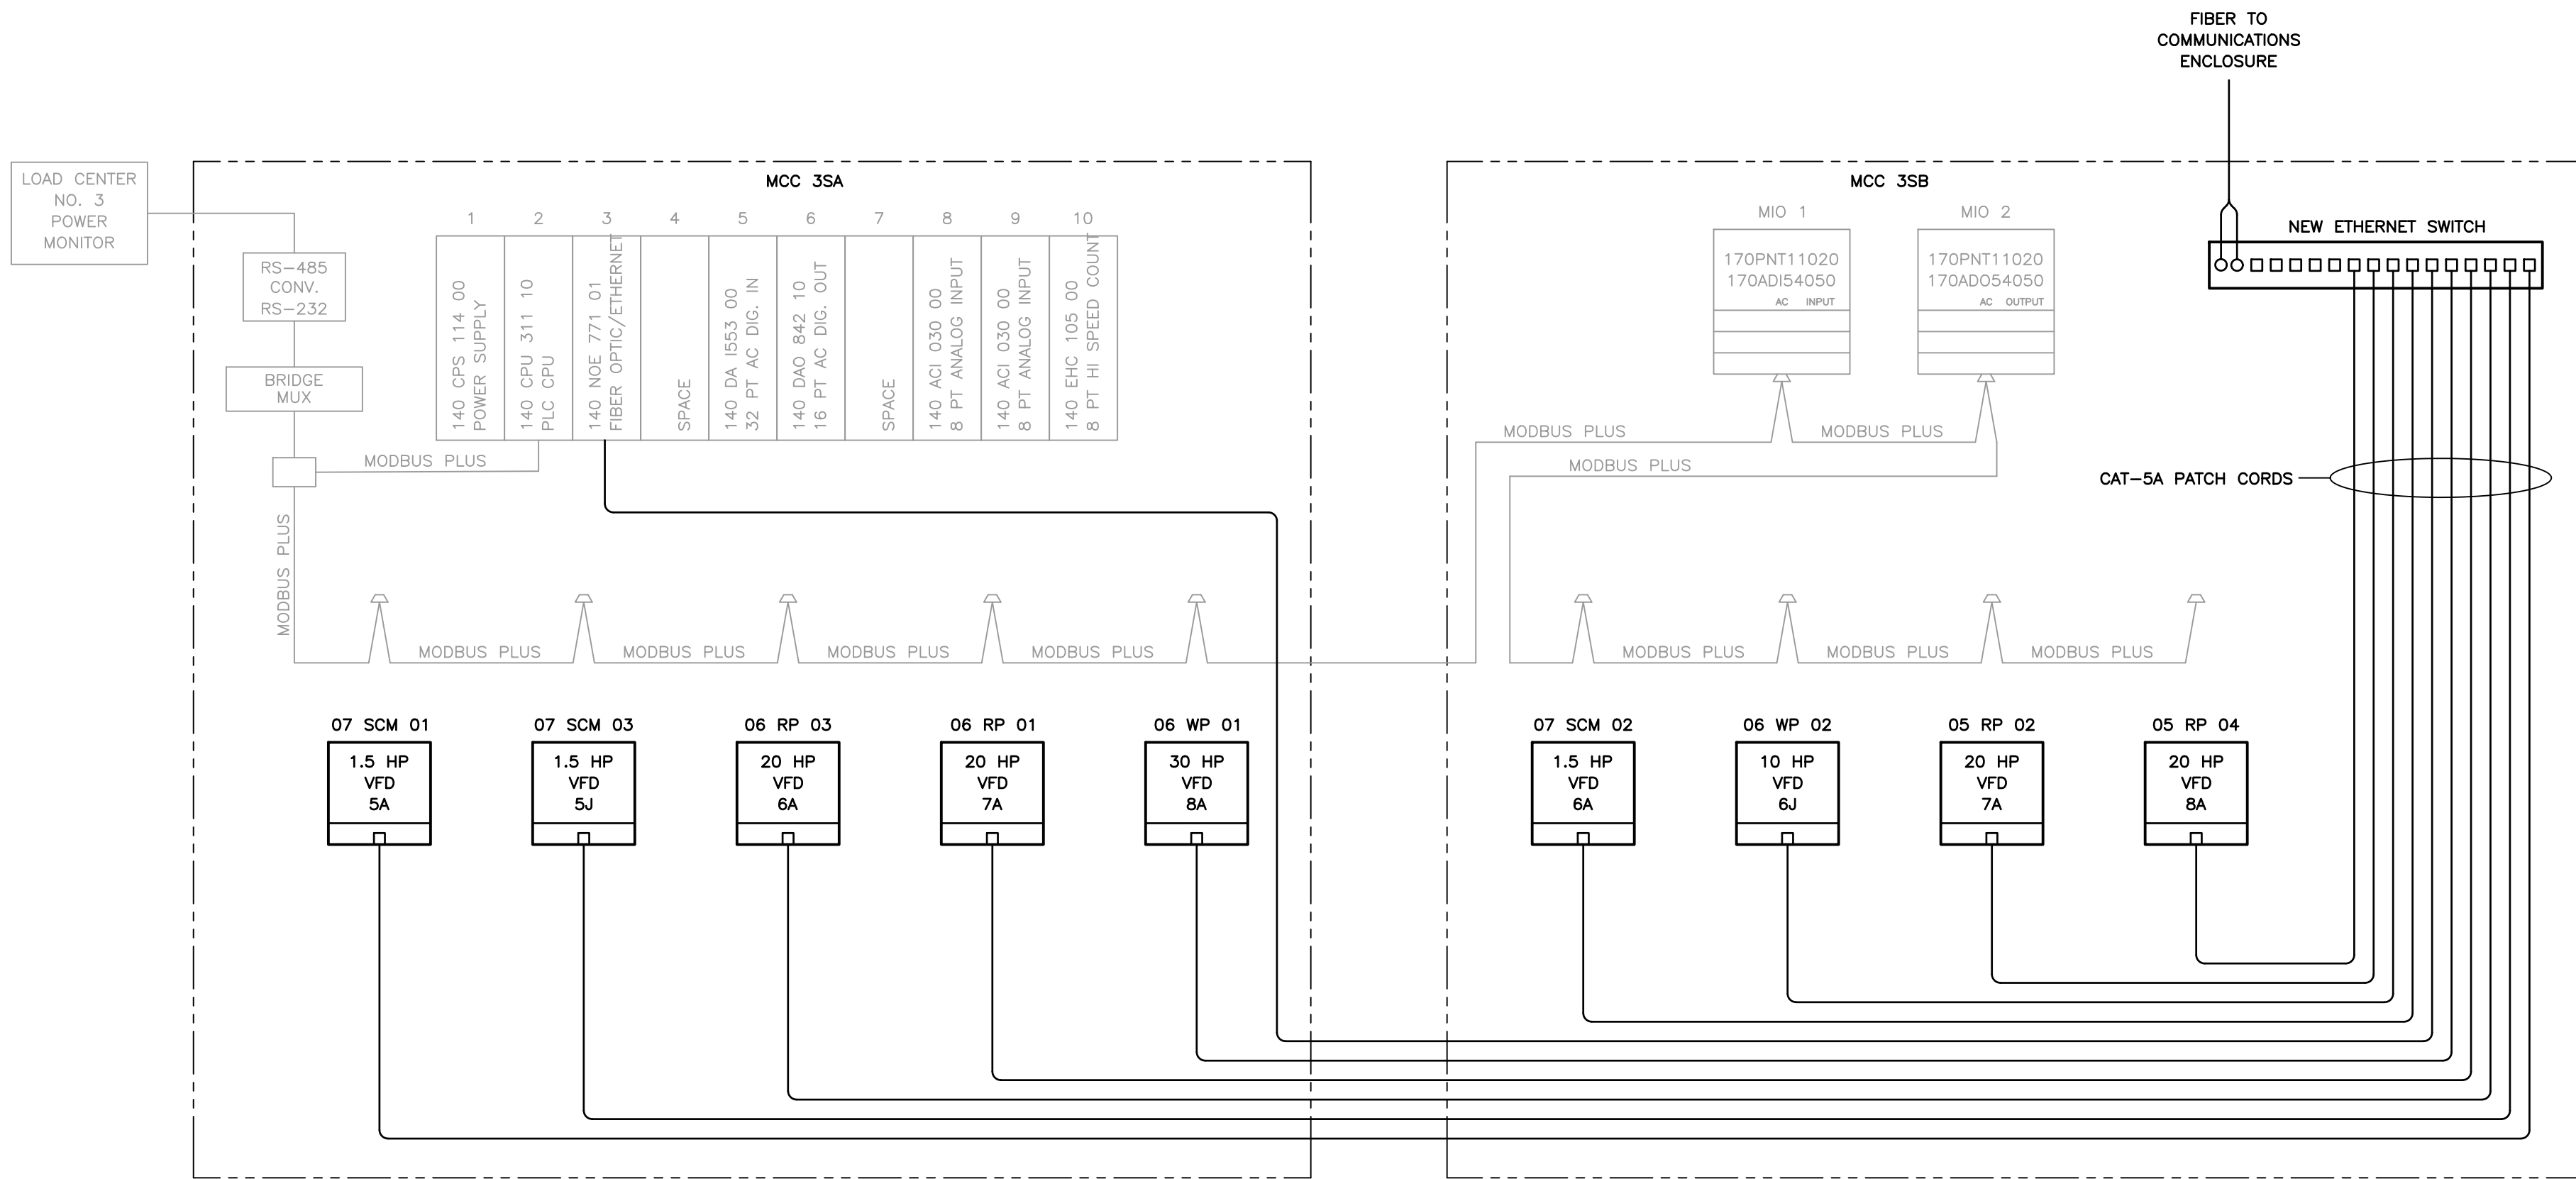 FIBER TO
COMMUNICATIONS
ENCLOSURE
LOAD CENTER
NO. 3
POWER
MONITOR
MCC 3SA
RS-485
CONV.
RS-232
BRIDGE
MUX
1
2
3
4
5
6
7
8
9
10
140 CPS 114 00
POWER SUPPLY
140 CPU 311 10
PLC CPU
140 NOE 771 01
FIBER OPTIC/ETHERNET
SPACE
140 DA I553 00
32 PT AC DIG. IN
140 DAO 842 10
16 PT AC DIG. OUT
SPACE
140 ACI 030 00
8 PT ANALOG INPUT
140 ACI 030 00
8 PT ANALOG INPUT
140 EHC 105 00
8 PT HI SPEED COUNT
MODBUS PLUS
MODBUS PLUS
MODBUS PLUS
MODBUS PLUS
MODBUS PLUS
MODBUS PLUS
07 SCM 01
1.5 HP
VFD
5A
07 SCM 03
1.5 HP
VFD
5J
06 RP 03
20 HP
VFD
6A
06 RP 01
20 HP
VFD
7A
06 WP 01
30 HP
VFD
8A
MCC 3SB
MIO 1
170PNT11020
170ADI54050
AC INPUT
MIO 2
170PNT11020
170ADO54050
AC OUTPUT
NEW ETHERNET SWITCH
MODBUS PLUS
MODBUS PLUS
MODBUS PLUS
CAT-5A PATCH CORDS
MODBUS PLUS
MODBUS PLUS
MODBUS PLUS
07 SCM 02
1.5 HP
VFD
6A
06 WP 02
10 HP
VFD
6J
05 RP 02
20 HP
VFD
7A
05 RP 04
20 HP
VFD
8A